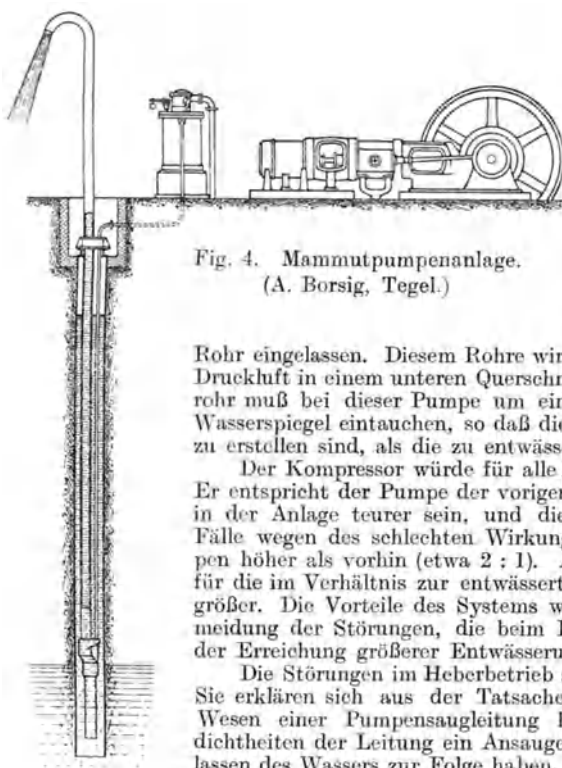 Fig. 4. Mammutpumpenanlage.
(A. Borsig, Tegel.)
Rohr eingelassen. Diesem Rohre wir
Druckluft in einem unteren Querschn
rohr muß bei dieser Pumpe um ein
Wasserspiegel eintauchen, so daß die
zu erstellen sind, als die zu entwäss
Der Kompressor würde für alle
Er entspricht der Pumpe der vorigen
in der Anlage teurer sein, und die
Fälle wegen des schlechten Wirkun
pen höher als vorhin (etwa 2 : 1).
für die im Verhältnis zur entwässert
größer. Die Vorteile des Systems w
meidung der Störungen, die beim
der Erreichung größerer Entwässeru
Die Störungen im Heberbetrieb
Sie erklären sich aus der Tatsache
Wesen einer Pumpensaugleitung
dichtheiten der Leitung ein Ansauge
lassen des Wassers zur Folge haben